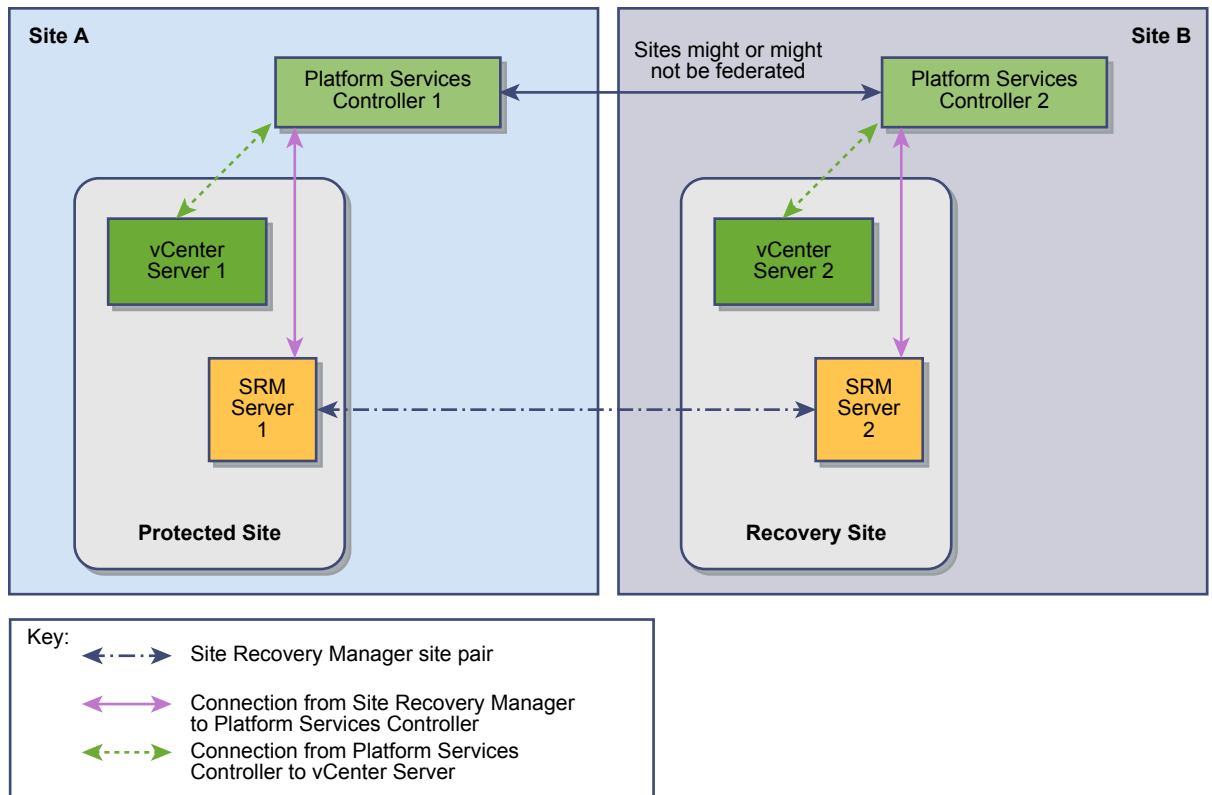 Site A
Platform Services
Controller 1
vCenter
Server 1
SRM
Server
1
Protected Site
Sites might or might
not be federated
Site B
Platform Services
Controller 2
vCenter
Server 2
SRM
Server
2
Recovery Site
Key:
Site Recovery Manager site pair
Connection from Site Recovery Manager
to Platform Services Controller
Connection from Platform Services
Controller to vCenter Server